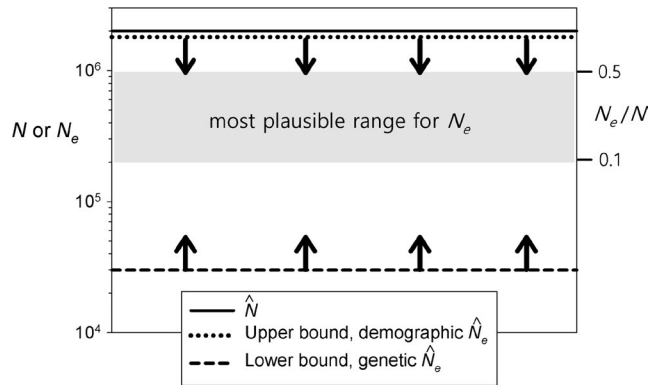 10⁶
10⁵
10⁴
N or Nₑ
most plausible range for Nₑ
0.5
Nₑ/N
0.1
N̂
Upper bound, demographic N̂ₑ
Lower bound, genetic N̂ₑ